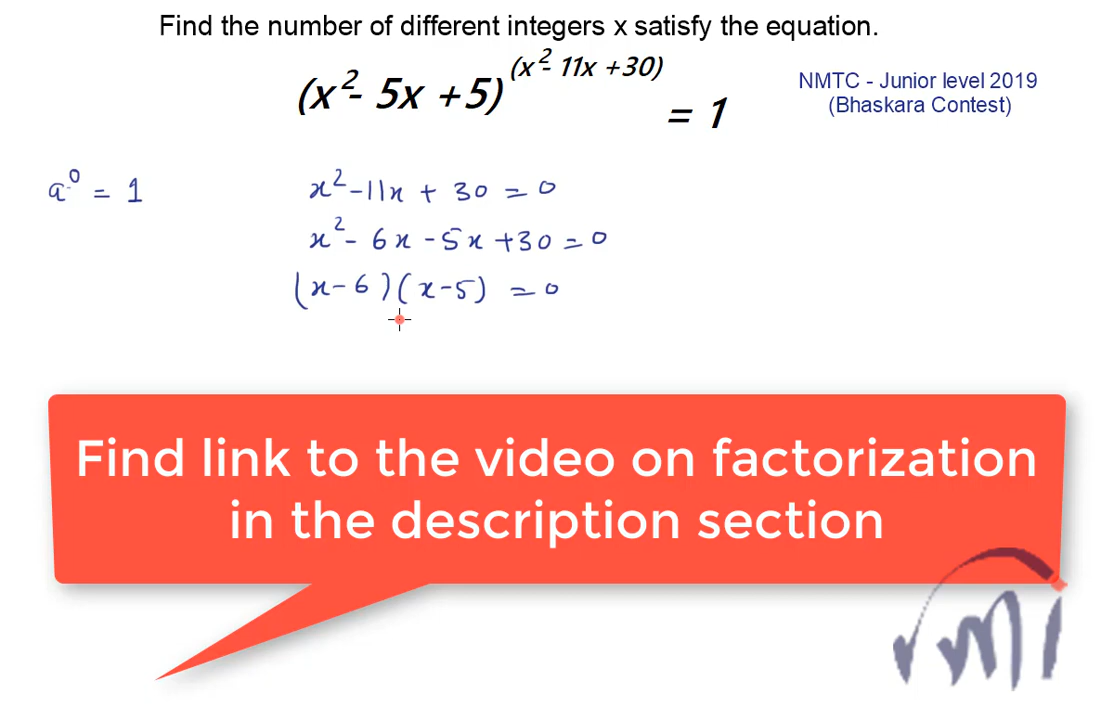 Find the number of different integers x satisfy the equation.
(x² - 5x + 5)^(x² - 11x + 30) = 1
NMTC - Junior level 2019
(Bhaskara Contest)
a⁰ = 1
x² - 11x + 30 = 0
x² - 6x - 5x + 30 = 0
(x - 6)(x - 5) = 0
Find link to the video on factorization
in the description section